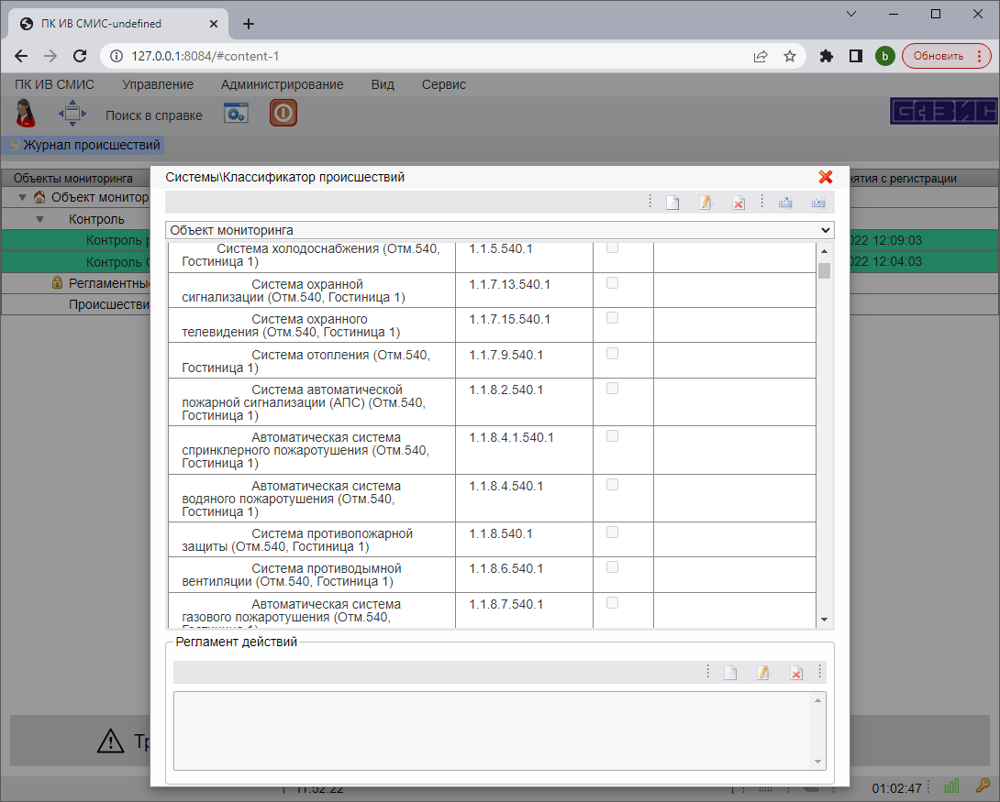 ПК ИВ СМИС-undefined
127.0.0.1:8084/#content-1
b
Обновить
ПК ИВ СМИС Управление Администрирование Вид Сервис
Поиск в справке
БАЗИС
Журнал происшествий
Объекты мониторинга
нятия с регистрации
Объект монитор
Контроль
Контроль р
022 12:09:03
Контроль
022 12:04:03
Регламентные
Происшестви
Системы\Классификатор происшествий
Объект мониторинга
Система холодоснабжения (Отм.540, 1.1.5.540.1
Гостиница 1)
Система охранной 1.1.7.13.540.1
сигнализации (Отм.540, Гостиница 1)
Система охранного 1.1.7.15.540.1
телевидения (Отм.540, Гостиница 1)
Система отопления (Отм.540, 1.1.7.9.540.1
Гостиница 1)
Система автоматической 1.1.8.2.540.1
пожарной сигнализации (АПС) (Отм.540,
Гостиница 1)
Автоматическая система 1.1.8.4.1.540.1
спринклерного пожаротушения (Отм.540,
Гостиница 1)
Автоматическая система 1.1.8.4.540.1
водяного пожаротушения (Отм.540,
Гостиница 1)
Система противопожарной 1.1.8.540.1
защиты (Отм.540, Гостиница 1)
Система противодымной 1.1.8.6.540.1
вентиляции (Отм.540, Гостиница 1)
Автоматическая система 1.1.8.7.540.1
газового пожаротушения (Отм.540,
Гостиница 1)
Регламент действий
Тр
11:52:22
01:02:47